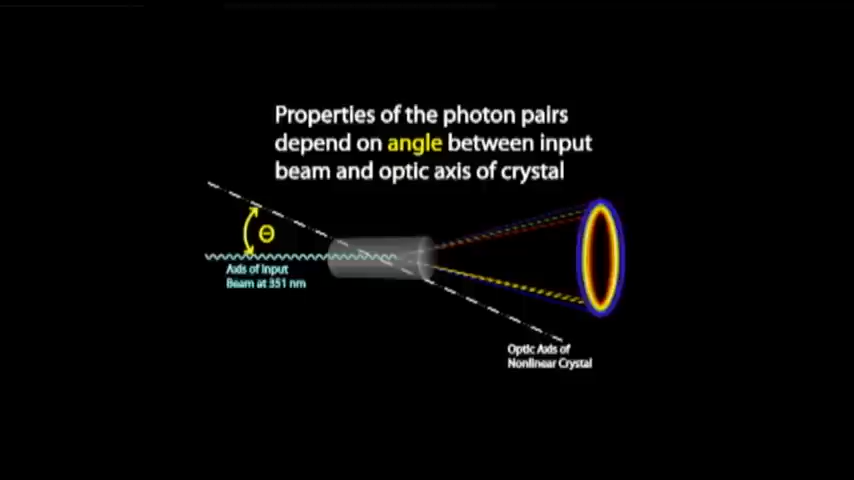 Properties of the photon pairs
depend on angle between input
beam and optic axis of crystal
Θ
Axis of Input
Beam at 351 nm
Optic Axis of
Nonlinear Crystal